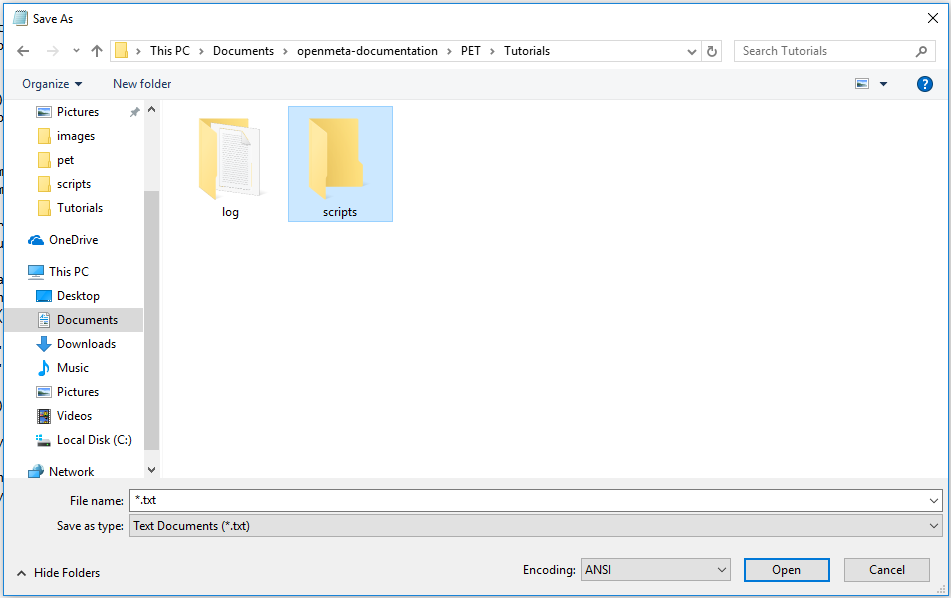 Save As
This PC > Documents > openmeta-documentation > PET > Tutorials
Search Tutorials
Organize
New folder
?
Pictures
images
pet
scripts
Tutorials
OneDrive
This PC
Desktop
Documents
Downloads
Music
Pictures
Videos
Local Disk (C:)
Network
log
scripts
File name: *.txt
Save as type: Text Documents (*.txt)
Hide Folders
Encoding: ANSI
Open
Cancel